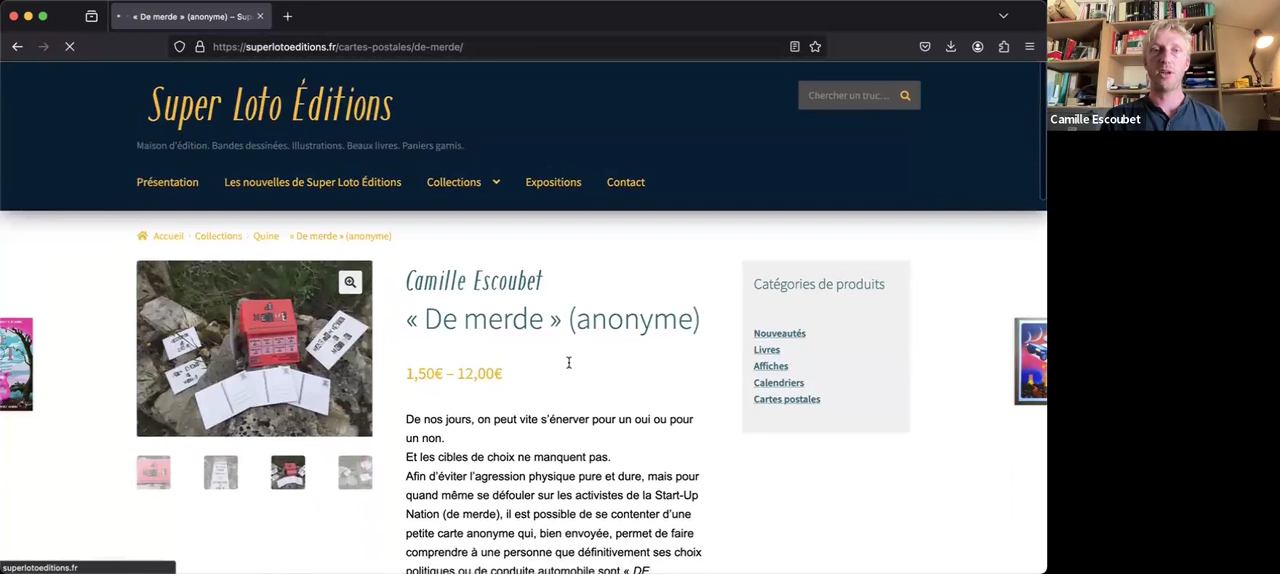 « De merde » (anonyme) – Sup
https://superlotoeditions.fr/cartes-postales/de-merde/
Camille Escoubet
Super Loto Éditions
Chercher un truc…
Maison d'édition. Bandes dessinées. Illustrations. Beaux livres. Paniers garnis.
Présentation Les nouvelles de Super Loto Éditions Collections Expositions Contact
Accueil Collections Quine « De merde » (anonyme)
Camille Escoubet
« De merde » (anonyme)
1,50€ – 12,00€
De nos jours, on peut vite s'énerver pour un oui ou pour
un non.
Et les cibles de choix ne manquent pas.
Afin d'éviter l'agression physique pure et dure, mais pour
quand même se défouler sur les activistes de la Start-Up
Nation (de merde), il est possible de se contenter d'une
petite carte anonyme qui, bien envoyée, permet de faire
comprendre à une personne que définitivement ses choix
politiques ou de conduite automobile sont « DE
Catégories de produits
Nouveautés
Livres
Affiches
Calendriers
Cartes postales
superlotoeditions.fr